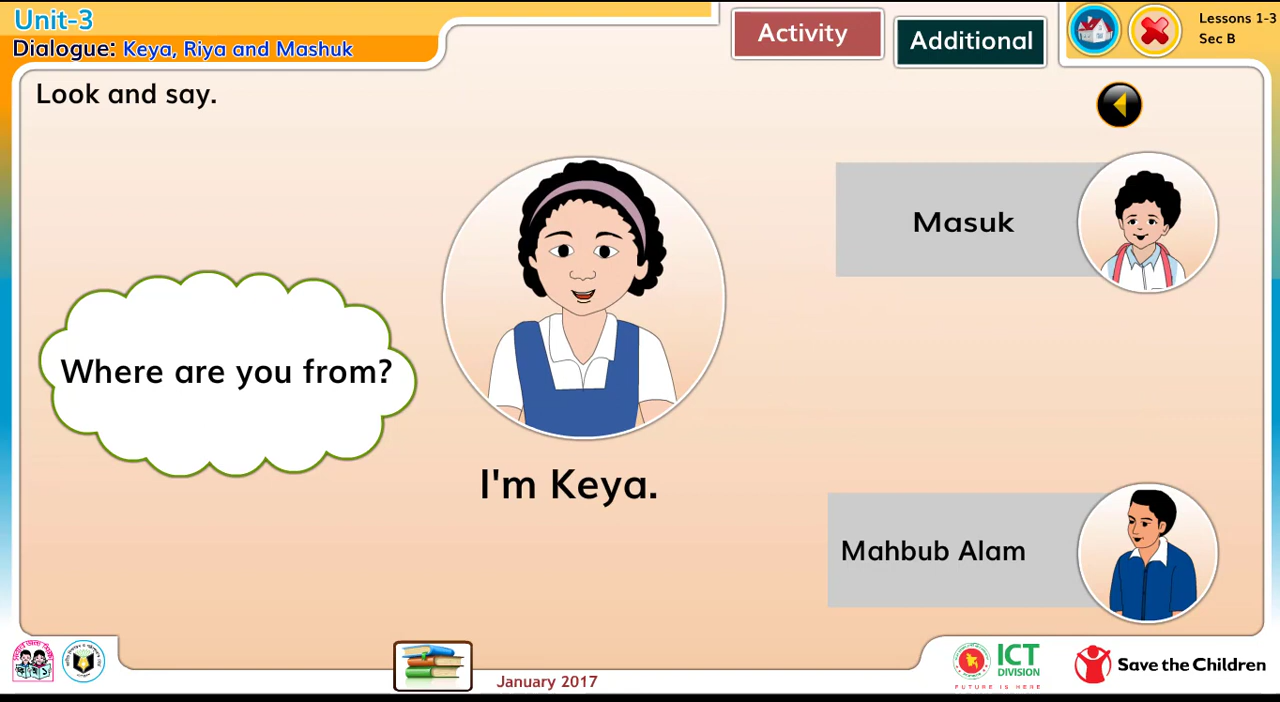 Unit-3
Dialogue: Keya, Riya and Mashuk
Activity
Additional
Lessons 1-3
Sec B
Look and say.
Masuk
Where are you from?
I'm Keya.
Mahbub Alam
January 2017
ICT
DIVISION
FUTURE IS HERE
Save the Children